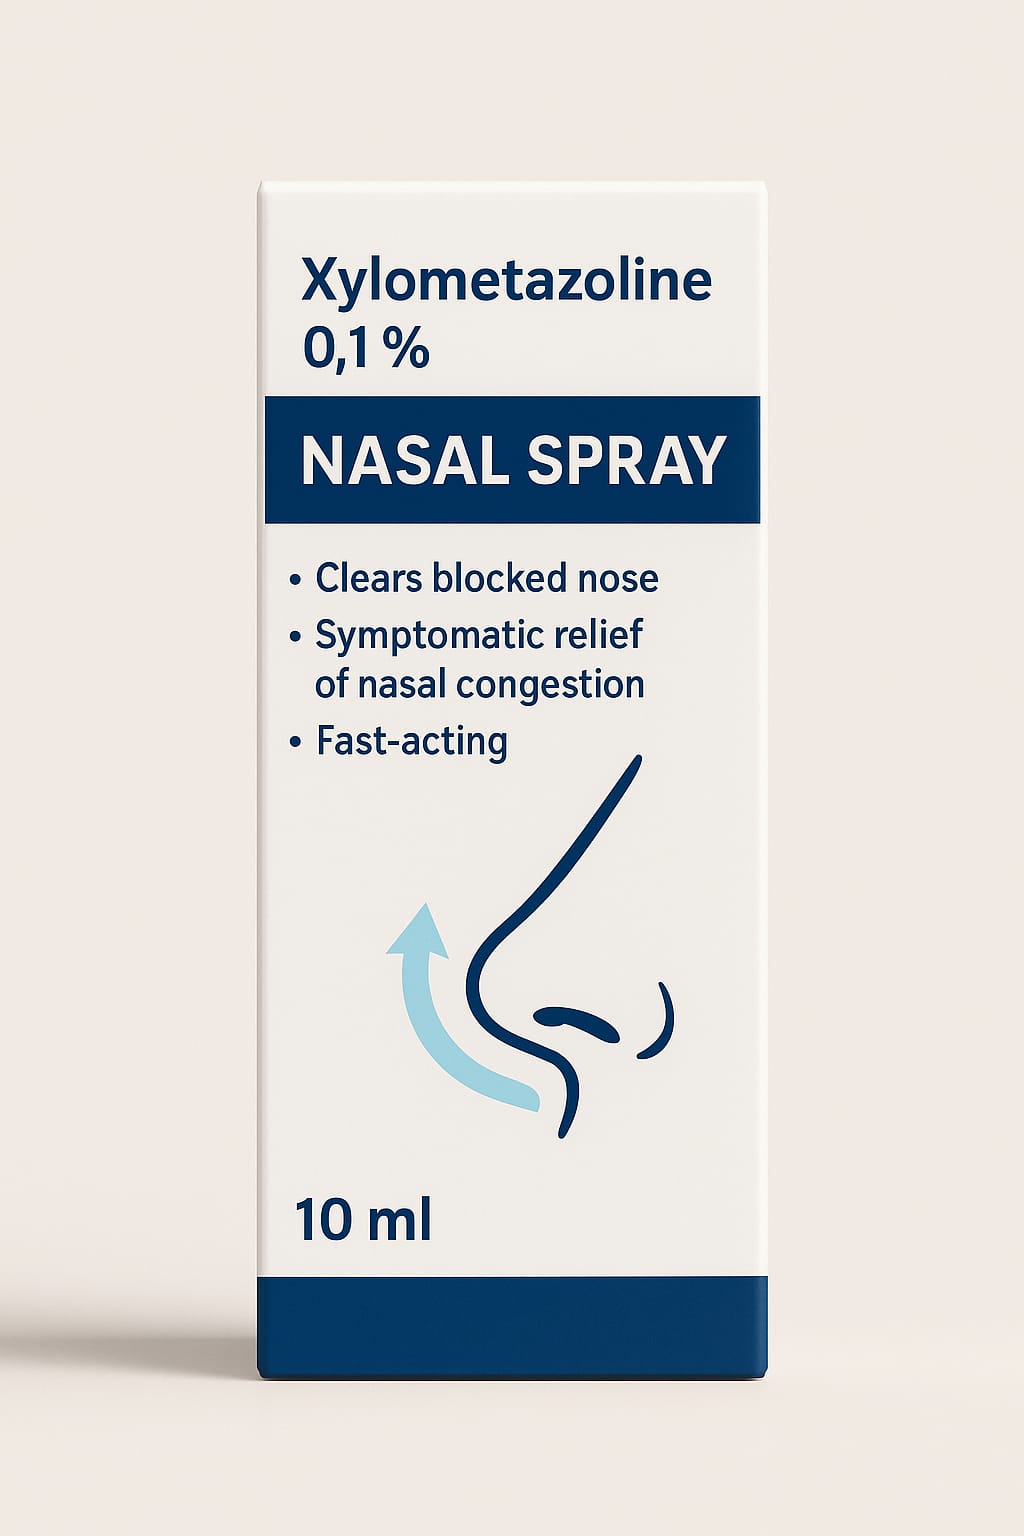 Xylometazoline
0,1 %
NASAL SPRAY
• Clears blocked nose
• Symptomatic relief
of nasal congestion
• Fast-acting
10 ml